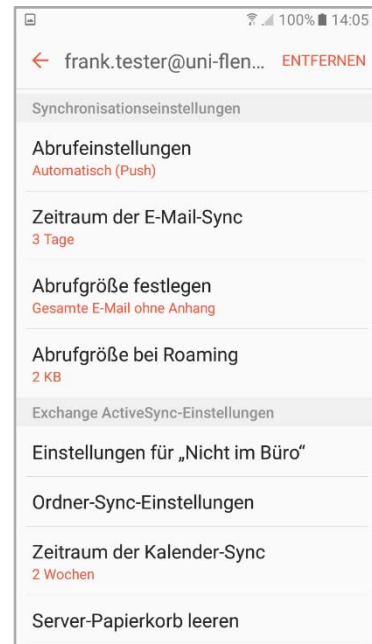 100% 14:05
frank.tester@uni-flen... ENTFERNEN
Synchronisationseinstellungen
Abrufeinstellungen
Automatisch (Push)
Zeitraum der E-Mail-Sync
3 Tage
Abrufgröße festlegen
Gesamte E-Mail ohne Anhang
Abrufgröße bei Roaming
2 KB
Exchange ActiveSync-Einstellungen
Einstellungen für „Nicht im Büro“
Ordner-Sync-Einstellungen
Zeitraum der Kalender-Sync
2 Wochen
Server-Papierkorb leeren